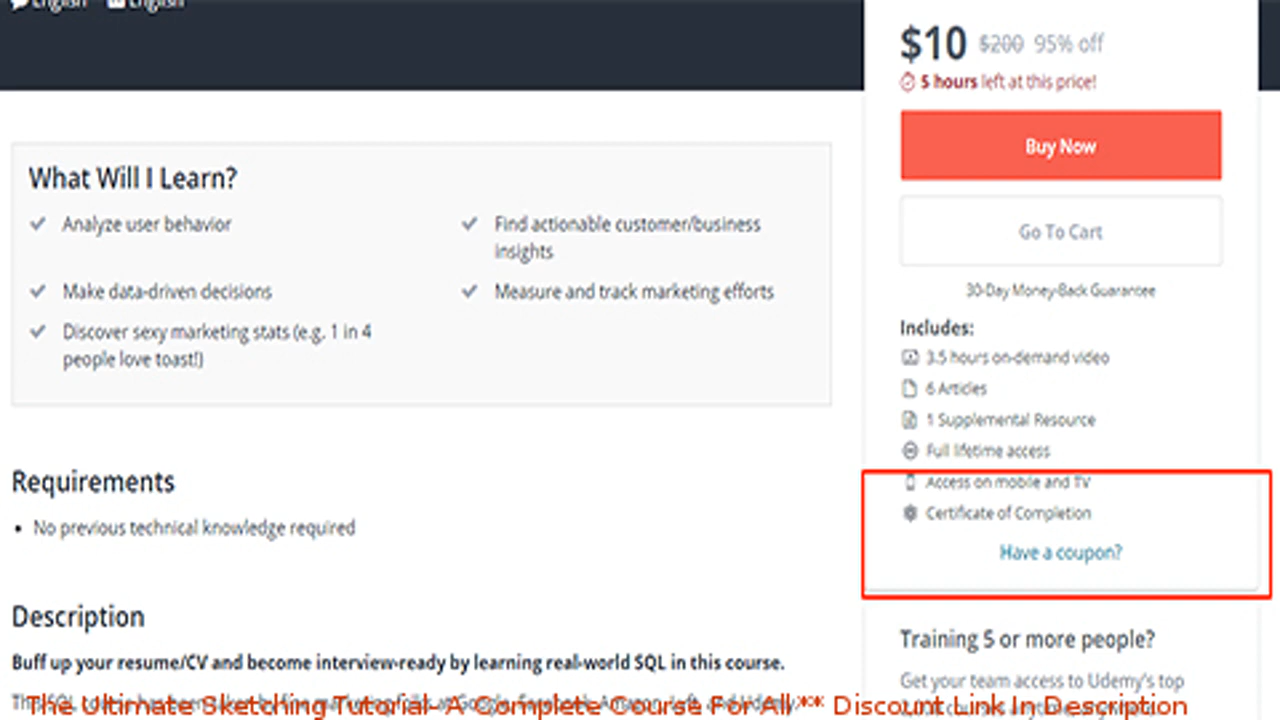 English English
$10 $200 95% off
5 hours left at this price!
Buy Now
Go To Cart
30-Day Money-Back Guarantee
Includes:
3.5 hours on-demand video
6 Articles
1 Supplemental Resource
Full lifetime access
Access on mobile and TV
Certificate of Completion
Have a coupon?
Training 5 or more people?
Get your team access to Udemy's top
What Will I Learn?
Analyze user behavior
Find actionable customer/business
insights
Make data-driven decisions
Measure and track marketing efforts
Discover sexy marketing stats (e.g. 1 in 4
people love toast!)
Requirements
• No previous technical knowledge required
Description
Buff up your resume/CV and become interview-ready by learning real-world SQL in this course.
The Ultimate Sketching Tutorial- A Complete Course For All ** Discount Link In Description